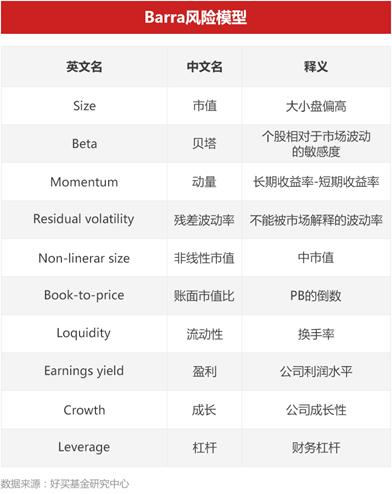 Barra风险模型
英文名 中文名 释义
Size 市值 大小盘偏高
Beta 贝塔 个股相对于市场波动
的敏感度
Momentum 动量 长期收益率-短期收益率
Residual volatility 残差波动率 不能被市场解释的波动率
Non-linerar size 非线性市值 中市值
Book-to-price 账面市值比 PB的倒数
Loquidity 流动性 换手率
Earnings yield 盈利 公司利润水平
Crowth 成长 公司成长性
Leverage 杠杆 财务杠杆
数据来源：好买基金研究中心